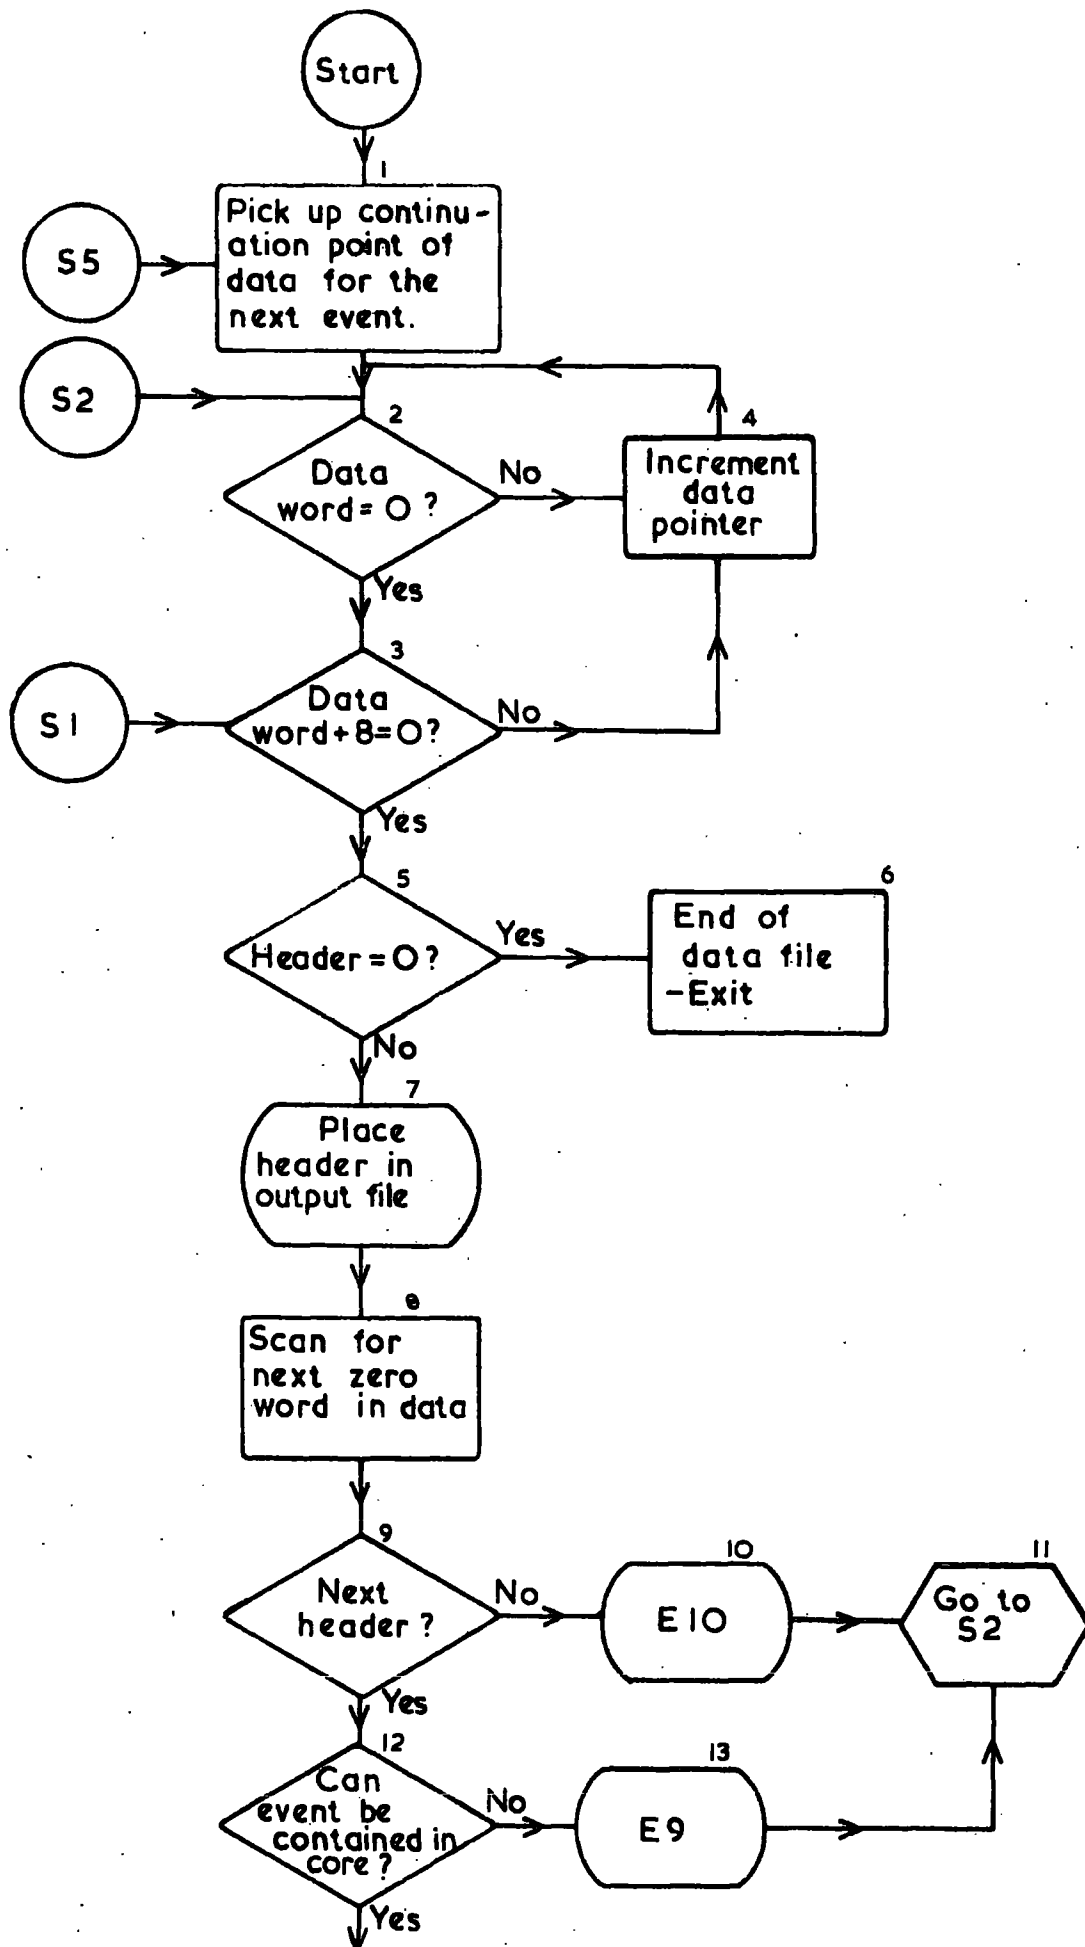 Start
1
Pick up continu-
ation point of
data for the
next event.
S5
S2
2
Data
word = 0 ?
No
4
Increment
data
pointer
Yes
3
Data
word+8=0?
No
S1
Yes
5
Header = 0 ?
Yes
6
End of
data file
-Exit
No
7
Place
header in
output file
8
Scan for
next zero
word in data
9
Next
header ?
No
10
E10
11
Go to
S2
Yes
12
Can
event be
contained in
core ?
No
13
E9
Yes